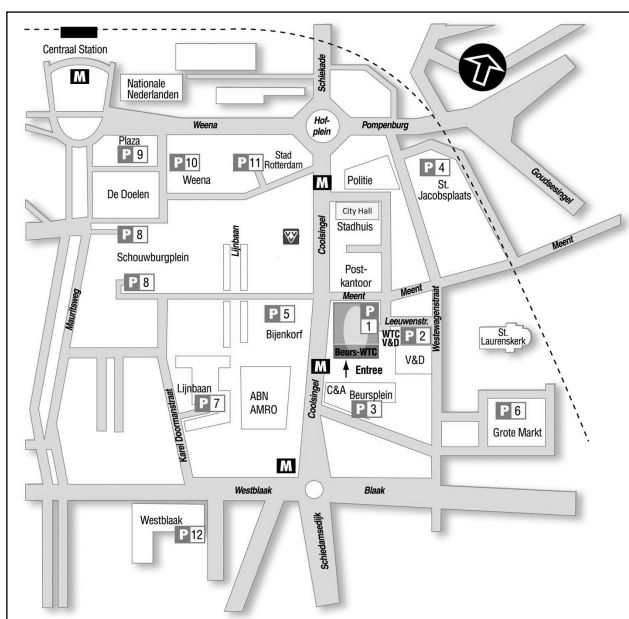 Centraal Station
M
Nationale
Nederlanden
Schiekade
Weena
Hof-
plein
Pompenburg
Goudsesingel
Plaza
P 9
P 10
Weena
P 11
Stad
Rotterdam
M
Politie
P 4
St.
Jacobsplaats
De Doelen
City Hall
Stadhuis
P 8
Schouwburgplein
Lijnbaan
Coolsingel
Post-
kantoor
Meent
P 8
Mauritsweg
Meent
Meent
P 5
Bijenkorf
P
1
Leeuwenstr.
WTC
V&D
P 2
Westewagenstraat
V&D
St.
Laurenskerk
Beurs-WTC
Entree
M
Lijnbaan
P 7
ABN
AMRO
Coolsingel
C&A
Beursplein
P 3
P 6
Grote Markt
Karel Doormanstraat
M
Westblaak
Blaak
Westblaak
P 12
Schiedamsedijk